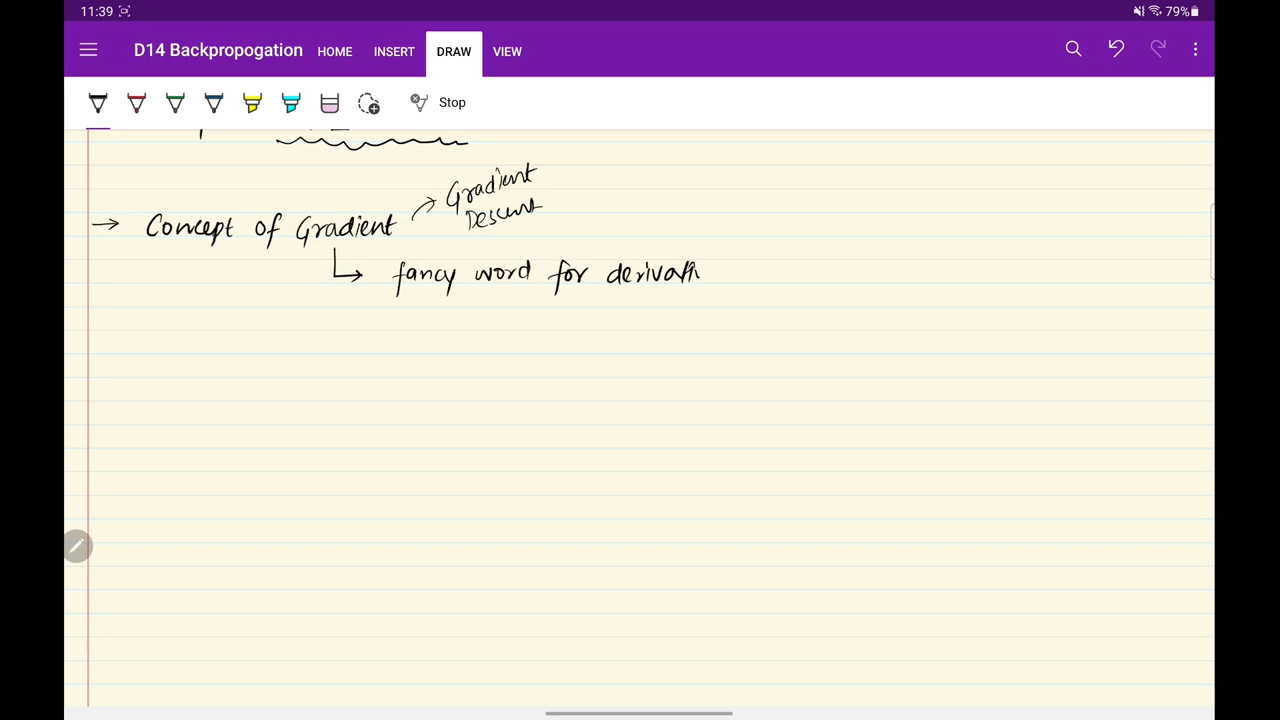 11:39 79%
D14 Backpropogation HOME INSERT DRAW VIEW
Stop
Gradient
Descent
→ Concept of Gradient
fancy word for derivati